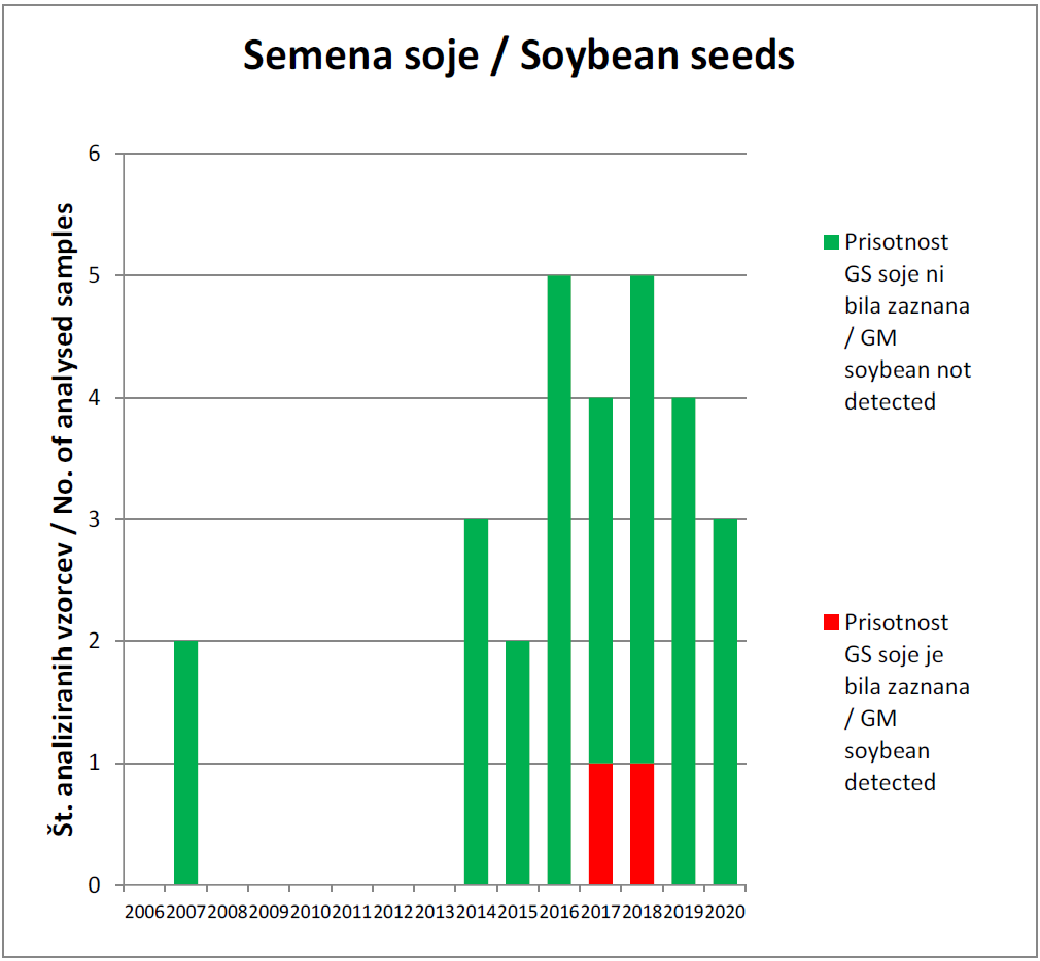 Semena soje / Soybean seeds
Št. analiziranih vzorcev / No. of analysed samples
6
5
4
3
2
1
0
2006 2007 2008 2009 2010 2011 2012 2013 2014 2015 2016 2017 2018 2019 2020
Prisotnost
GS soje ni
bila zaznana
/ GM
soybean not
detected
Prisotnost
GS soje je
bila zaznana
/ GM
soybean
detected